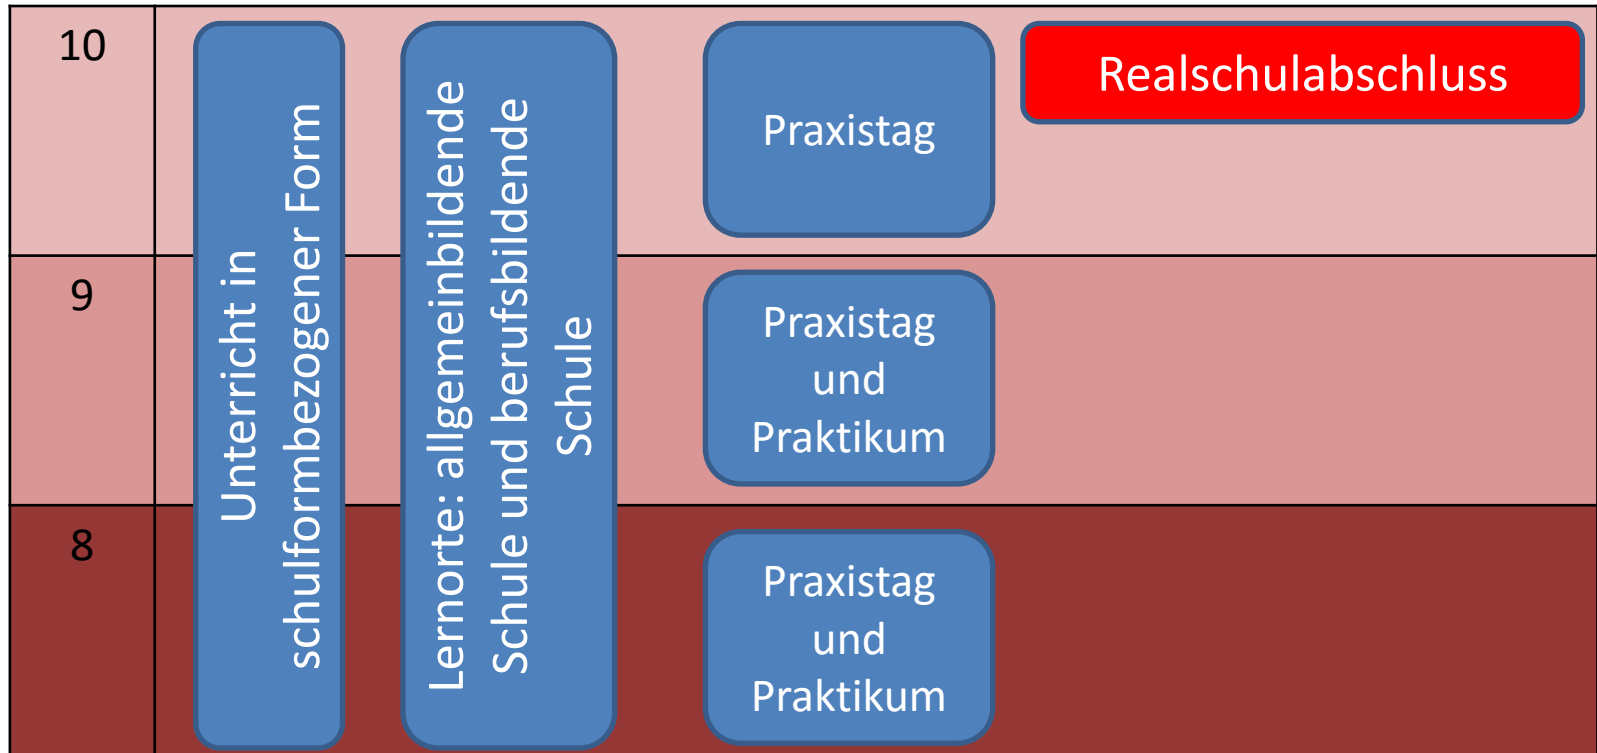 10
Unterricht in
schulformbezogener Form
Lernorte: allgemeinbildende
Schule und berufsbildende
Schule
Praxistag
Realschulabschluss
9
Praxistag
und
Praktikum
8
Praxistag
und
Praktikum